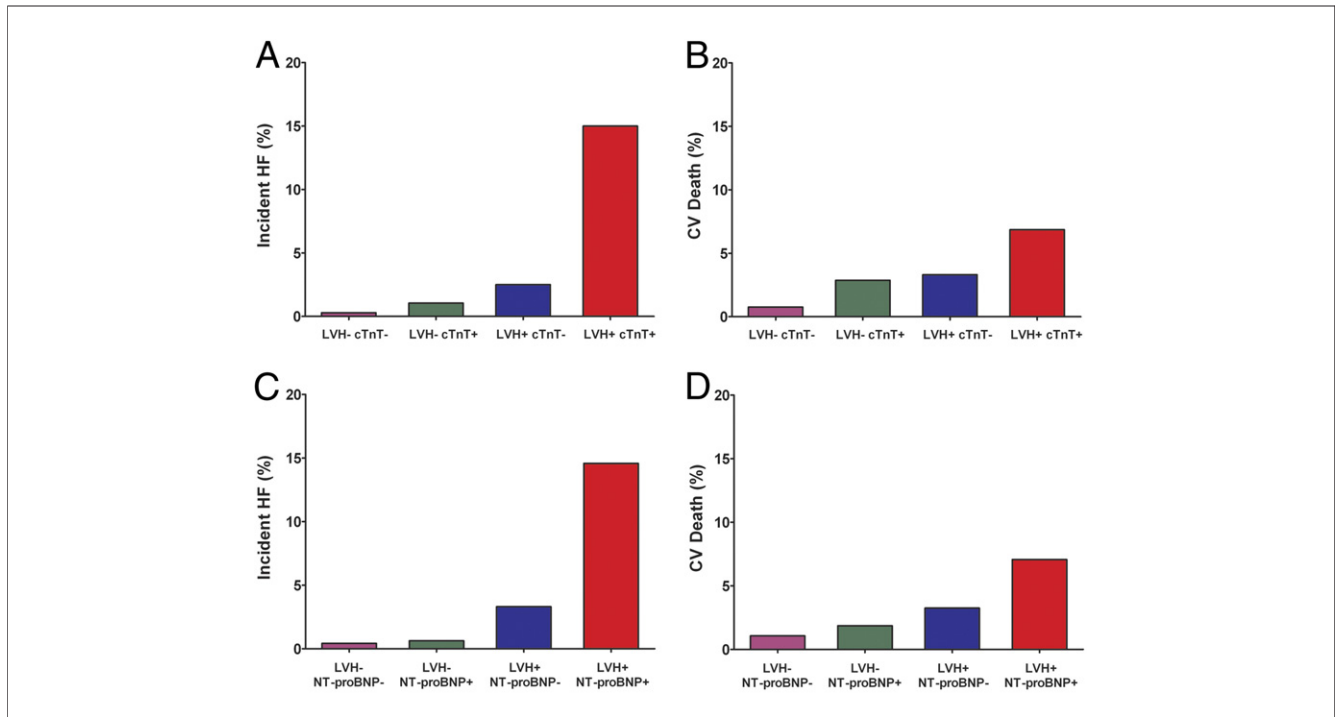 A
Incident HF (%)
20
15
10
5
0
LVH- cTnT- LVH- cTnT+ LVH+ cTnT- LVH+ cTnT+
B
CV Death (%)
20
15
10
5
0
LVH- cTnT- LVH- cTnT+ LVH+ cTnT- LVH+ cTnT+
C
Incident HF (%)
20
15
10
5
0
LVH- LVH- LVH+ LVH+
NT-proBNP- NT-proBNP+ NT-proBNP- NT-proBNP+
D
CV Death (%)
20
15
10
5
0
LVH- LVH- LVH+ LVH+
NT-proBNP- NT-proBNP+ NT-proBNP- NT-proBNP+